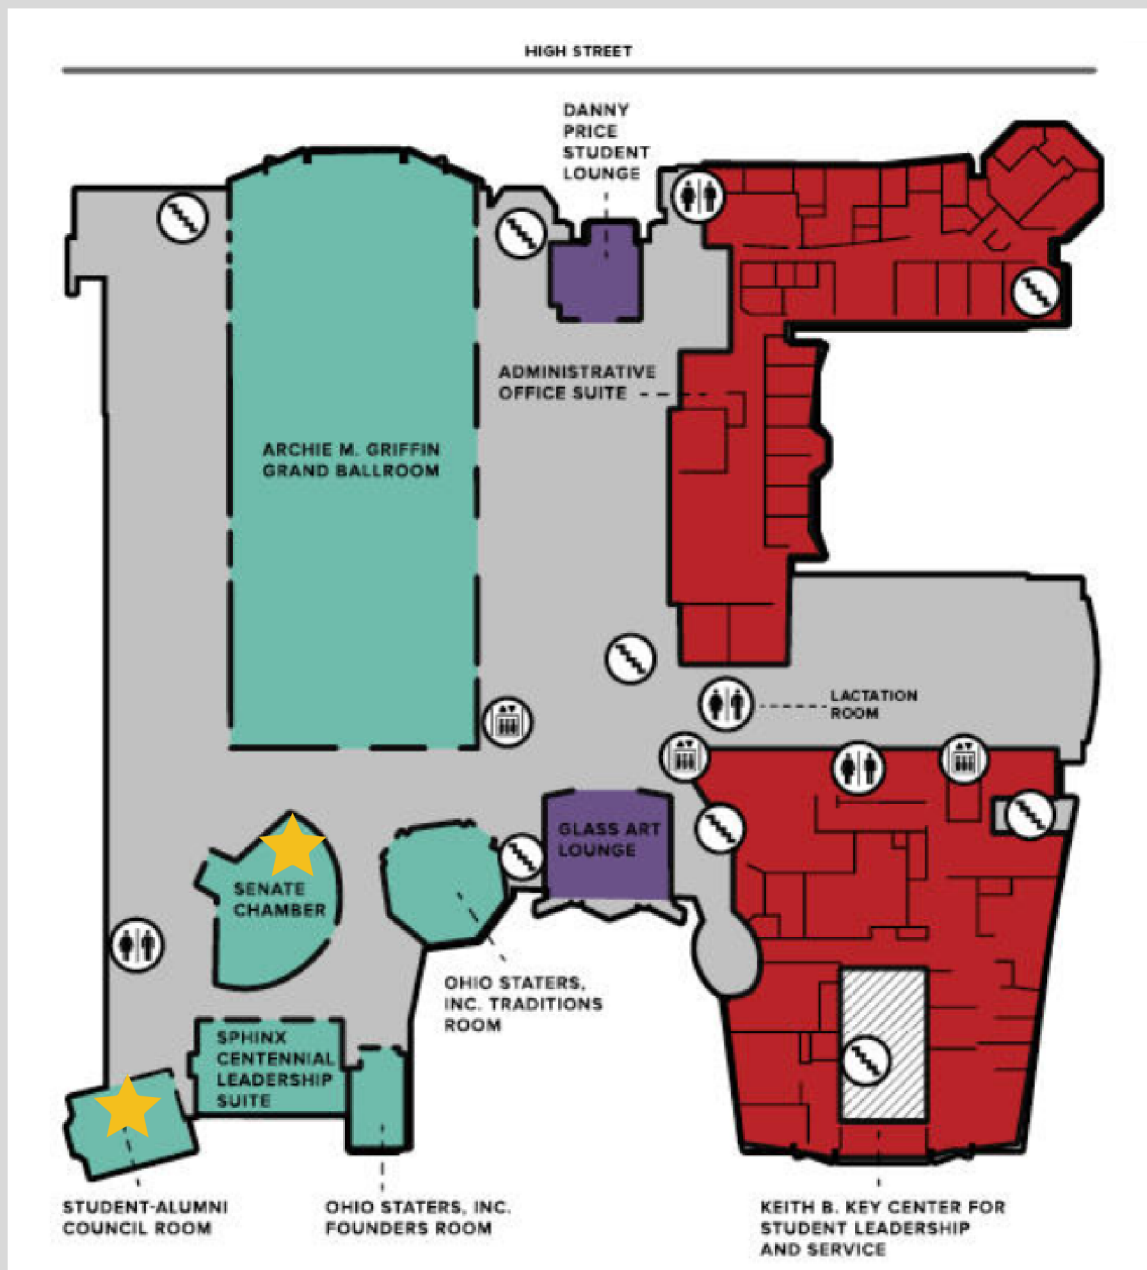 HIGH STREET
DANNY
PRICE
STUDENT
LOUNGE
ADMINISTRATIVE
OFFICE SUITE
ARCHIE M. GRIFFIN
GRAND BALLROOM
LACTATION
ROOM
GLASS ART
LOUNGE
SENATE
CHAMBER
OHIO STATERS,
INC. TRADITIONS
ROOM
SPHINX
CENTENNIAL
LEADERSHIP
SUITE
STUDENT-ALUMNI
COUNCIL ROOM
OHIO STATERS, INC.
FOUNDERS ROOM
KEITH B. KEY CENTER FOR
STUDENT LEADERSHIP
AND SERVICE